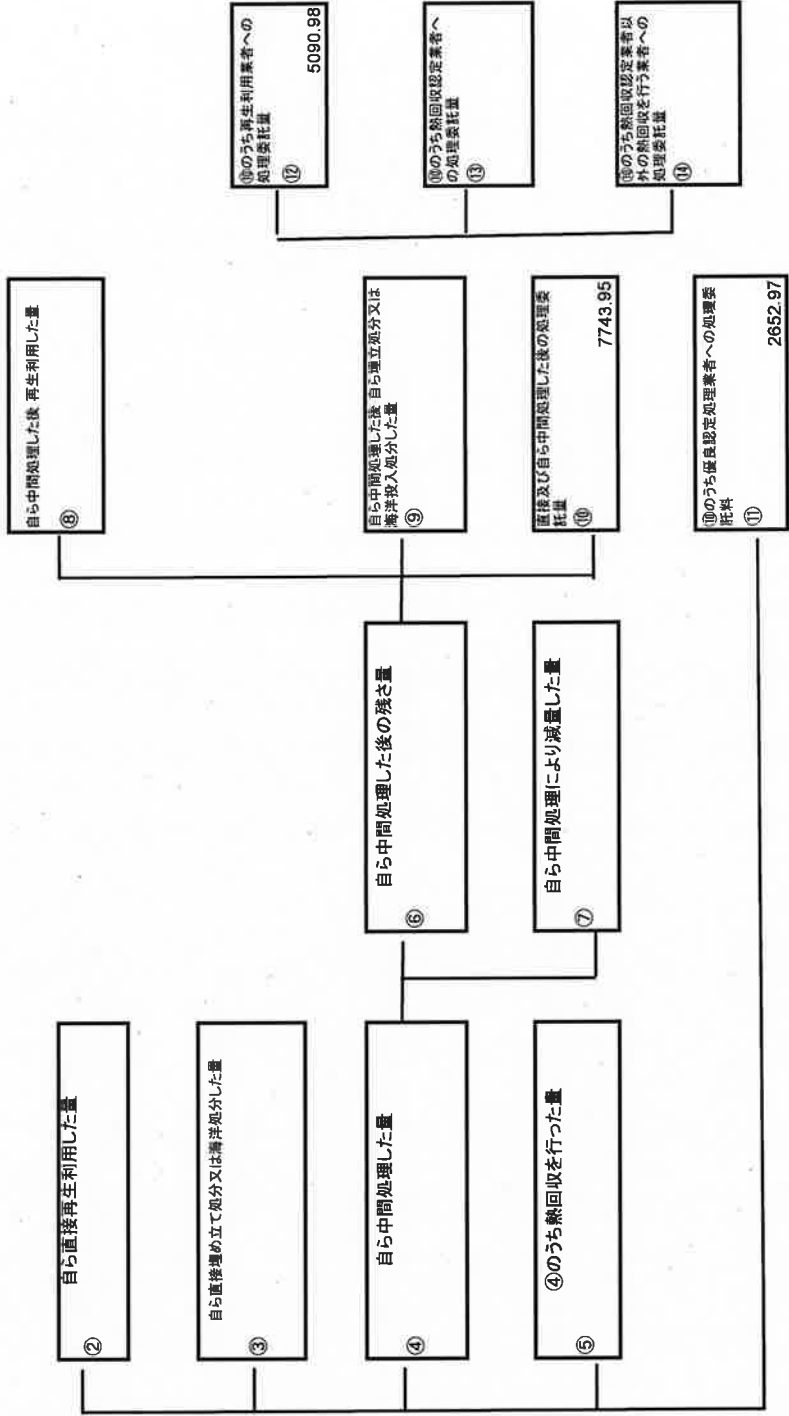 ②
自ら直接再生利用した量
③
自ら直接埋め立て処分又は海洋処分した量
④
自ら中間処理した量
⑤
④のうち熱回収を行った量
⑥
自ら中間処理した後の残さ量
⑦
自ら中間処理により減量した量
自ら中間処理した後 再生利用した量
⑧
自ら中間処理した後 自ら埋立処分又は
海洋投入処分した量
⑨
直接及び自ら中間処理した後の処理委
託量
⑩
7743.95
⑩のうち優良認定処理業者への処理委
託料
⑪
2652.97
⑩のうち再生利用業者への
処理委託量
⑫
5090.98
⑩のうち熱回収認定業者へ
の処理委託量
⑬
⑩のうち熱回収認定業者以
外の熱回収を行う業者への
処理委託量
⑭